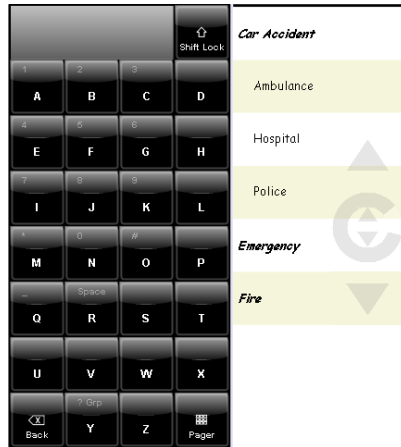 Shift Lock
1 2 3
A B C D
4 5 6
E F G H
7 8 9
I J K L
* 0 #
M N O P
_ Space
Q R S T
U V W X
? Grp
Back Y Z Pager
Car Accident
Ambulance
Hospital
Police
Emergency
Fire